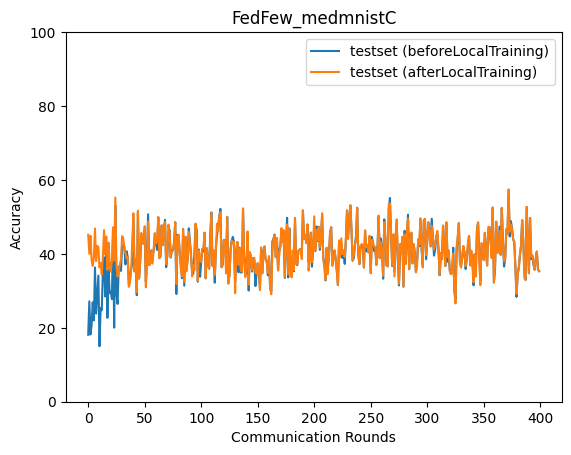 FedFew_medmnistC
testset (beforeLocalTraining)
testset (afterLocalTraining)
100
80
60
40
20
0
Accuracy
0 50 100 150 200 250 300 350 400
Communication Rounds